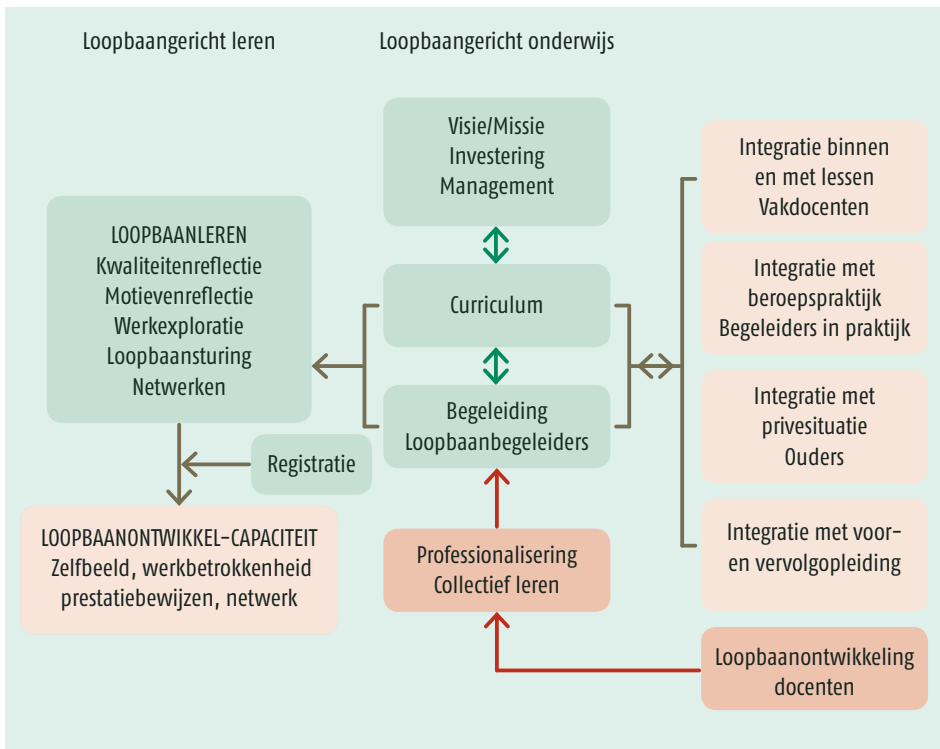 Loopbaangericht leren
Loopbaangericht onderwijs
Visie/Missie
Investering
Management
Integratie binnen
en met lessen
Vakdocenten
LOOPBAANLEREN
Kwaliteitenreflectie
Motievenreflectie
Werkexploratie
Loopbaansturing
Netwerken
Curriculum
Integratie met
beroepspraktijk
Begeleiders in praktijk
Begeleiding
Loopbaanbegeleiders
Integratie met
privesituatie
Ouders
Registratie
LOOPBAANONTWIKKEL-CAPACITEIT
Zelfbeeld, werkbetrokkenheid
prestatiebewijzen, netwerk
Professionalisering
Collectief leren
Integratie met voor-
en vervolgopleiding
Loopbaanontwikkeling
docenten